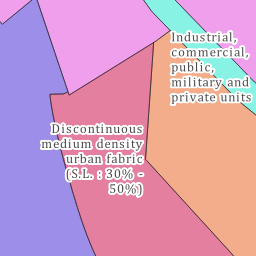 Industrial,
commercial,
public,
military and
private units
Discontinuous
medium density
urban fabric
(S.L. : 30% -
50%)